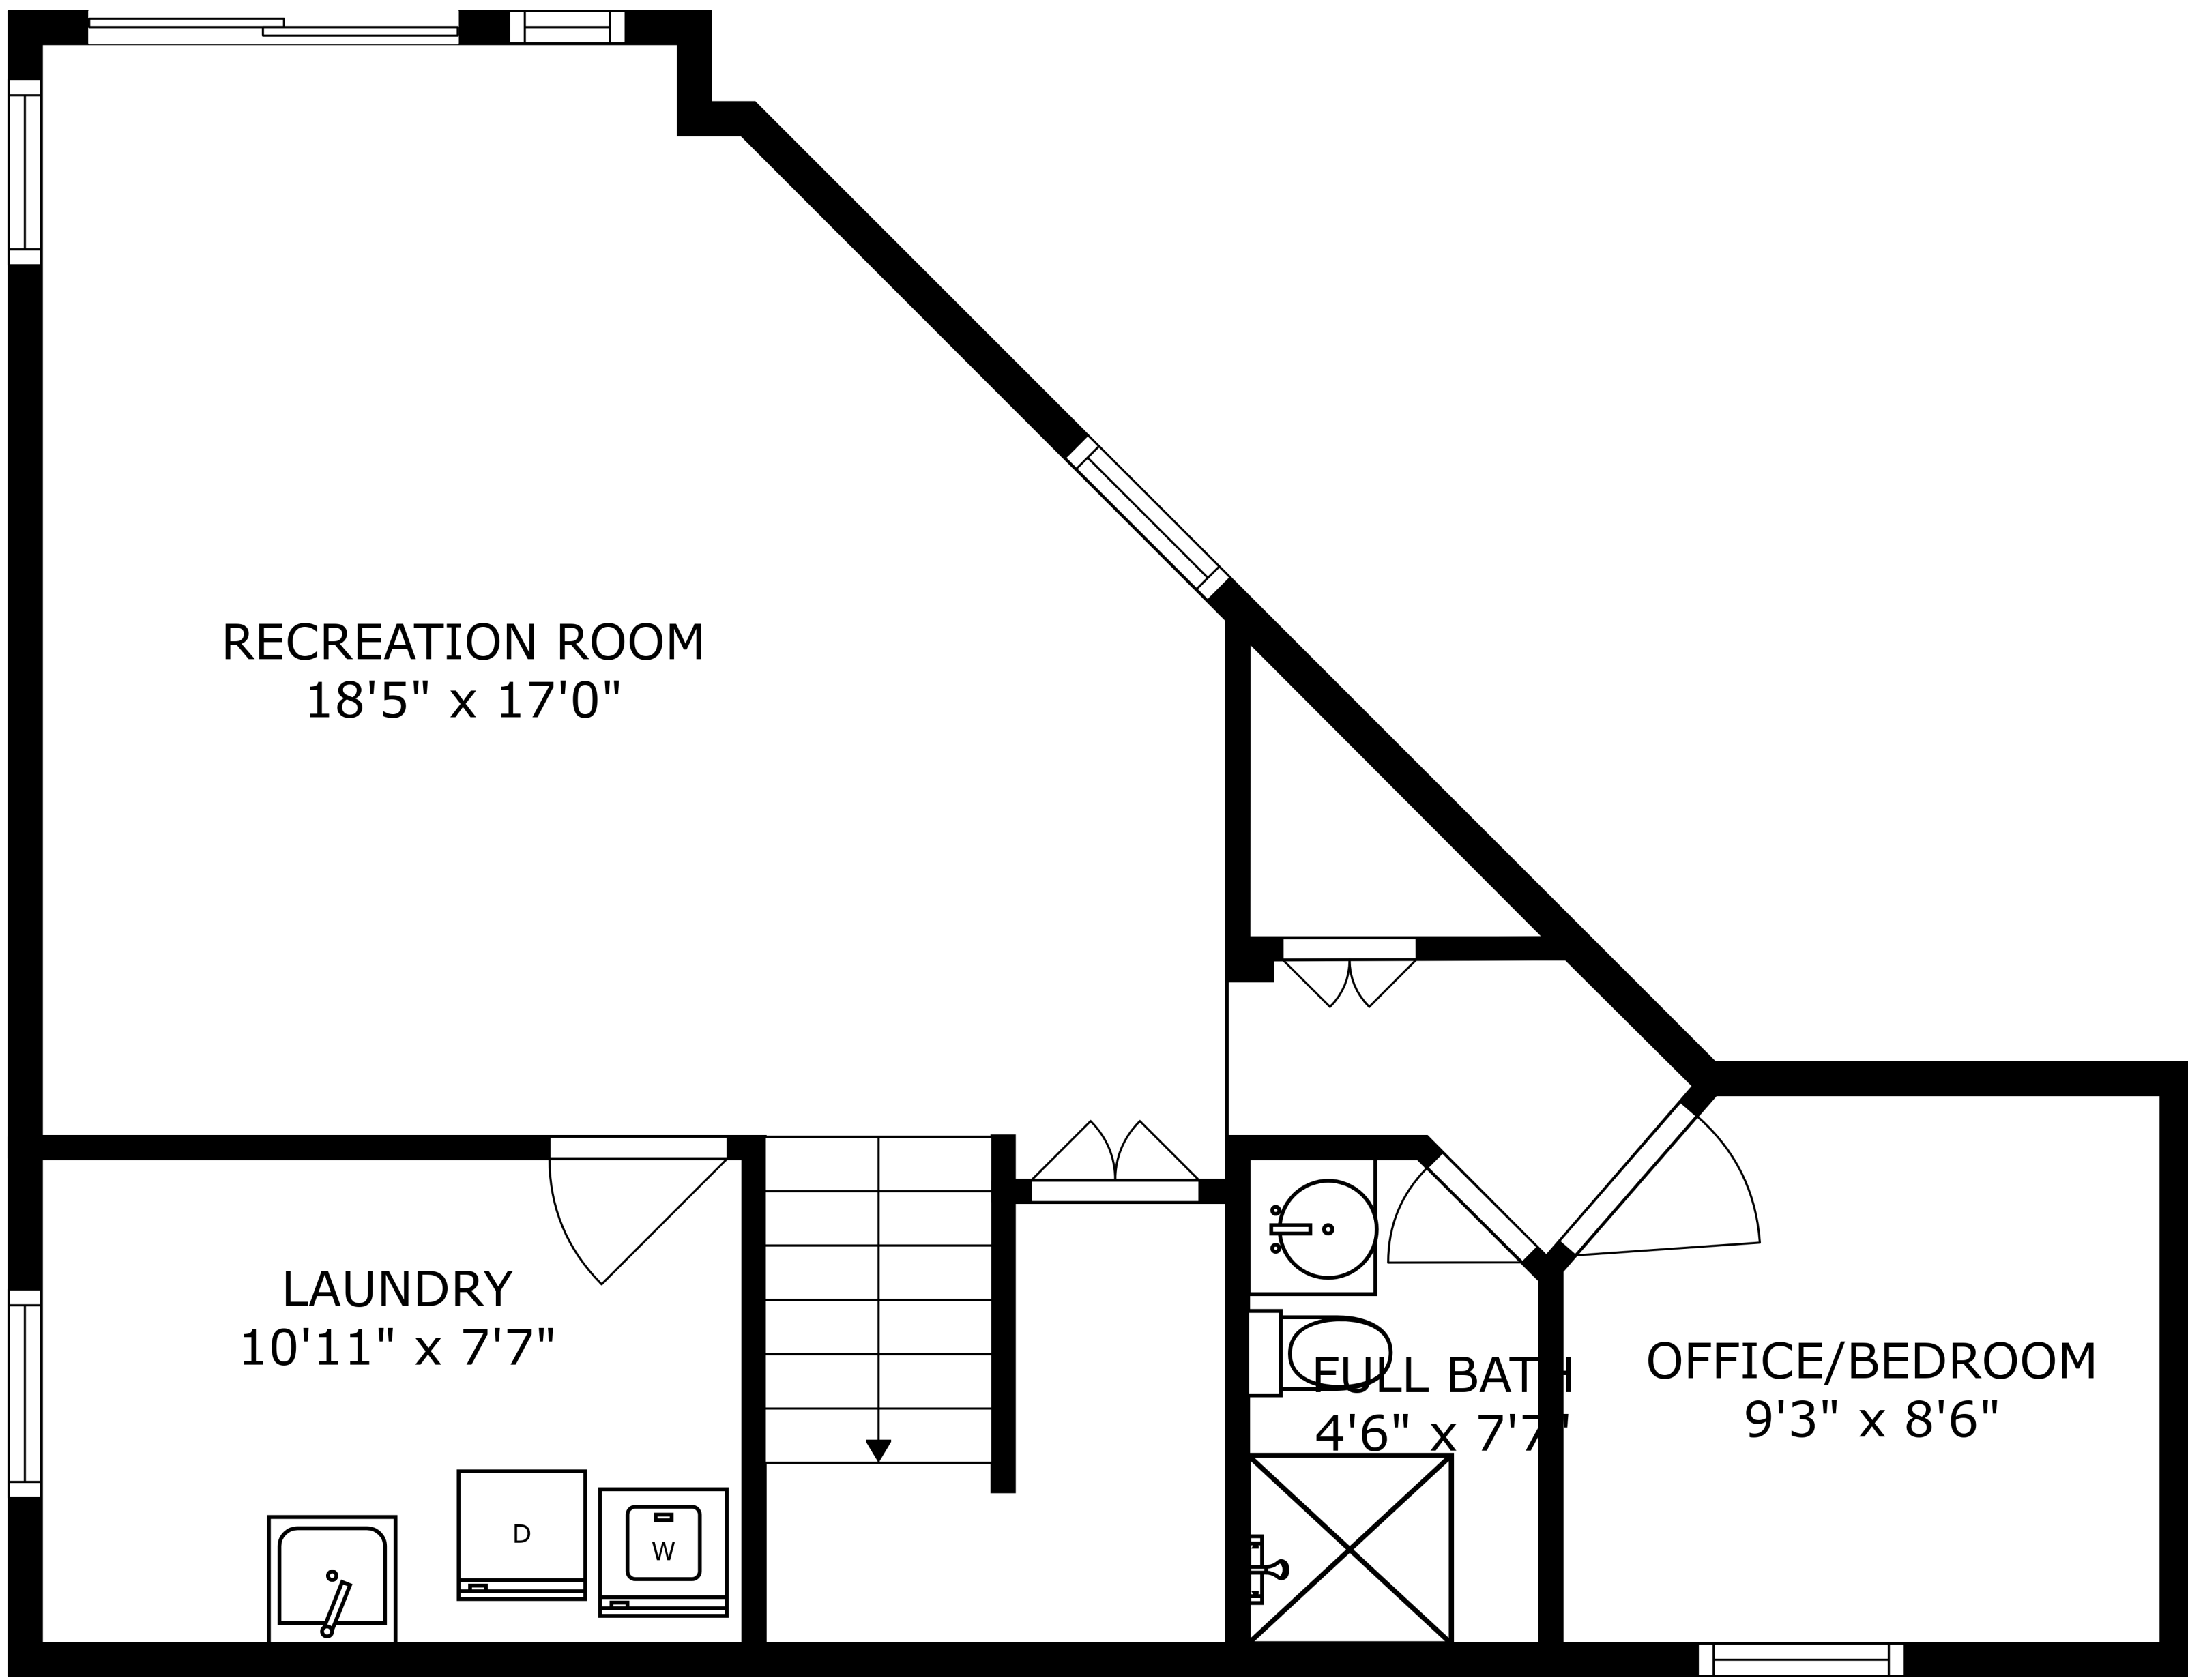 RECREATION ROOM
18'5" x 17'0"
LAUNDRY
10'11" x 7'7"
D
W
FULL BATH
4'6" x 7'7"
OFFICE/BEDROOM
9'3" x 8'6"